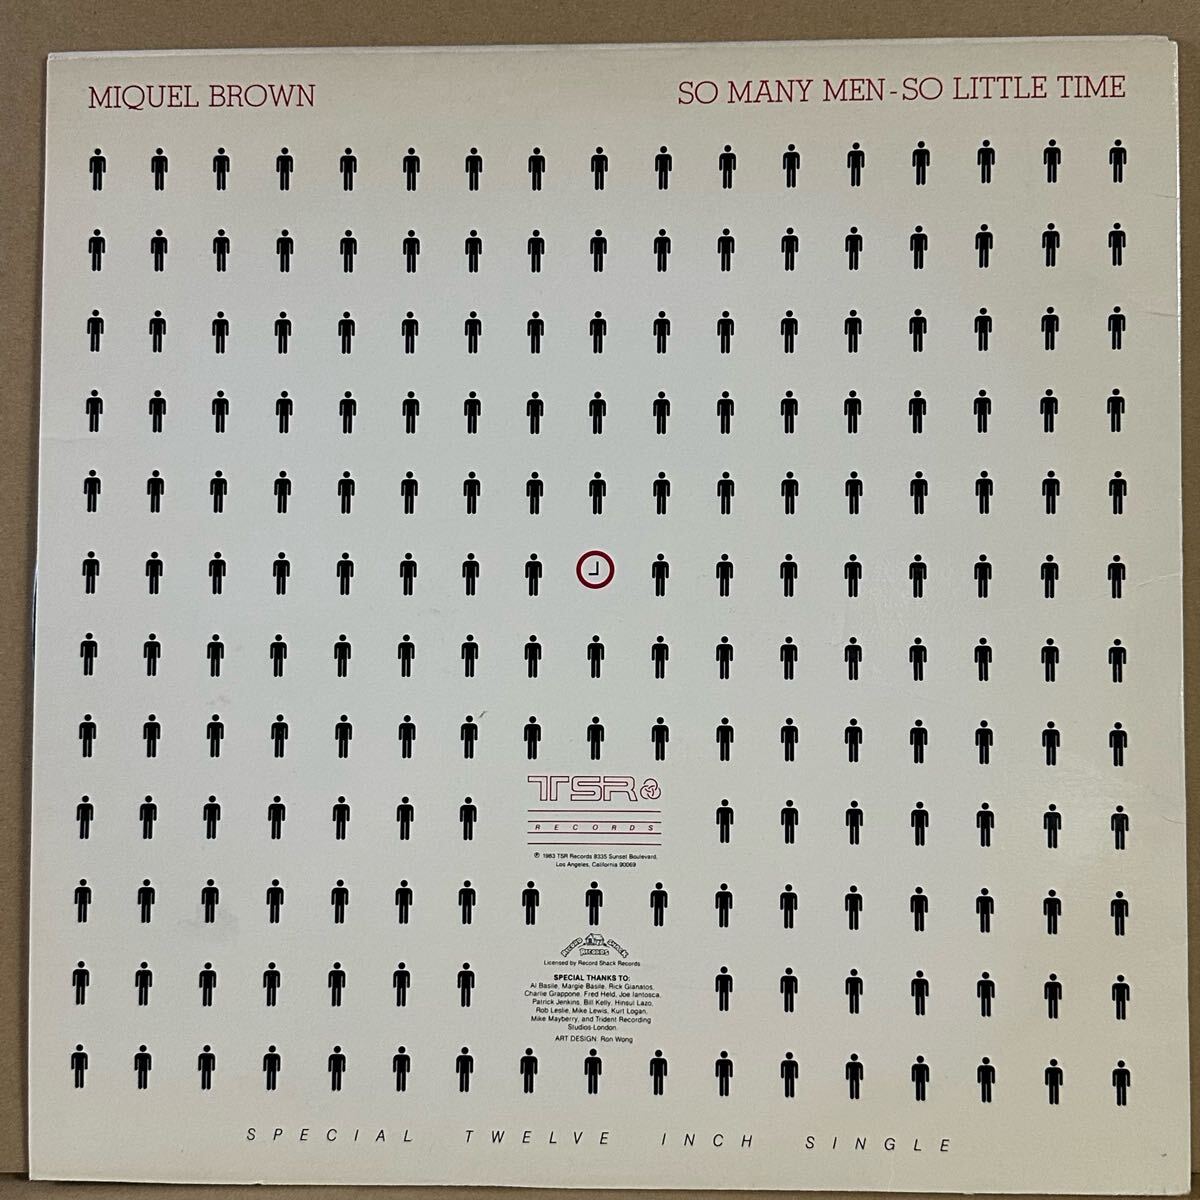 MIQUEL BROWN
SO MANY MEN-SO LITTLE TIME
TSR
RECORDS
℗ 1983 TSR Records 8335 Sunset Boulevard,
Los Angeles, California 90069
RECORD SHACK
RECORDS
Licensed by Record Shack Records
SPECIAL THANKS TO:
Al Basile, Margie Basile, Rick Gianatos,
Charlie Grappone, Fred Held, Joe Iantosca,
Patrick Jenkins, Bill Kelly, Hinsul Lazo,
Rob Leslie, Mike Lewis, Kurt Logan,
Mike Mayberry, and Trident Recording
Studios-London.
ART DESIGN: Ron Wong
SPECIAL TWELVE INCH SINGLE